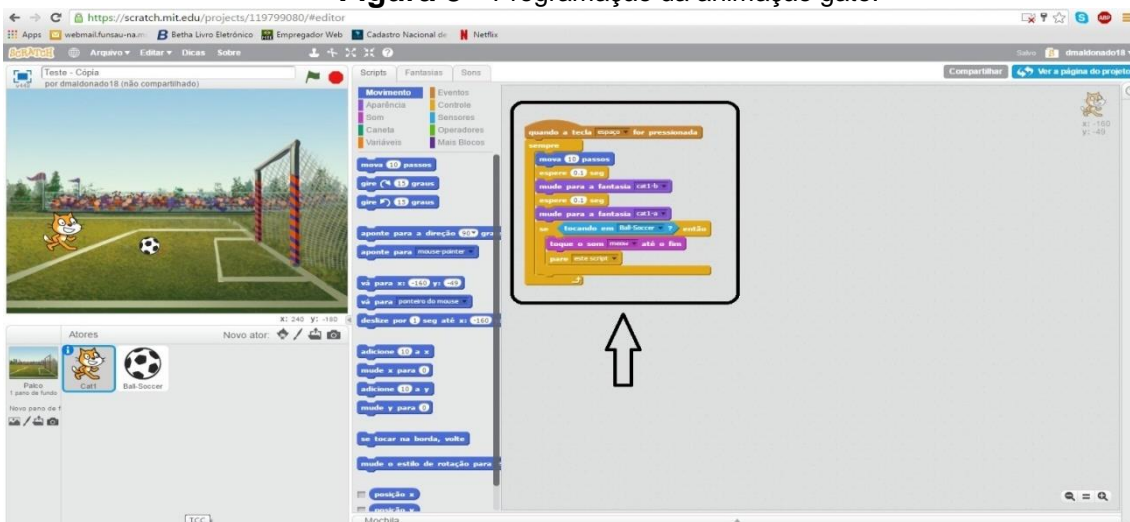 Programação da animação gato.
https://scratch.mit.edu/projects/119799080/#editor
Apps webmail.funsau-na.m Betha Livro Eletrônico Empregador Web Cadastro Nacional de Netflix
SCRATCH Arquivo Editar Dicas Sobre
Salvo dmaldonado18
Teste - Cópia
por dmaldonado18 (não compartilhado)
Scripts Fantasias Sons
Compartilhar Ver a página do projeto
Movimento Eventos
Aparência Controle
Som Sensores
Caneta Operadores
Variáveis Mais Blocos
mova 10 passos
gire 15 graus
gire 15 graus
aponte para a direção 90 gra
aponte para mouse-pointer
vá para x: -160 y: -49
vá para ponteiro do mouse
deslize por 1 seg até x: -160
adicione 10 a x
mude x para 0
adicione 10 a y
mude y para 0
se tocar na borda, volte
mude o estilo de rotação para
posição x
posição y
quando a tecla espaço for pressionada
sempre
mova 10 passos
espere 0.1 seg
mude para a fantasia cat1-b
espere 0.1 seg
mude para a fantasia cat1-a
se tocando em Ball-Soccer ? então
toque o som meow até o fim
pare este script
x: -160
y: -49
x: 240 y: -180
Atores Novo ator:
Palco
1 pano de fundo
Cat1
Ball-Soccer
Novo pano de f
TCC
Mochila